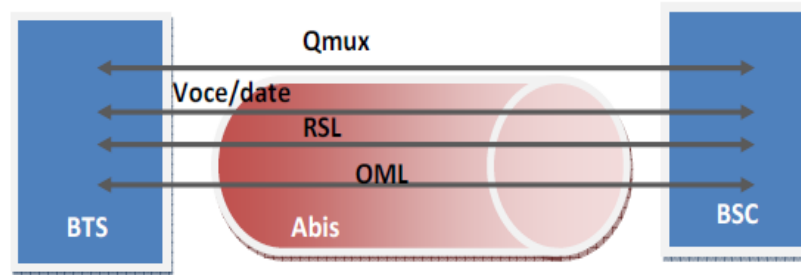 Qmux
Voce/date
RSL
OML
BTS
Abis
BSC